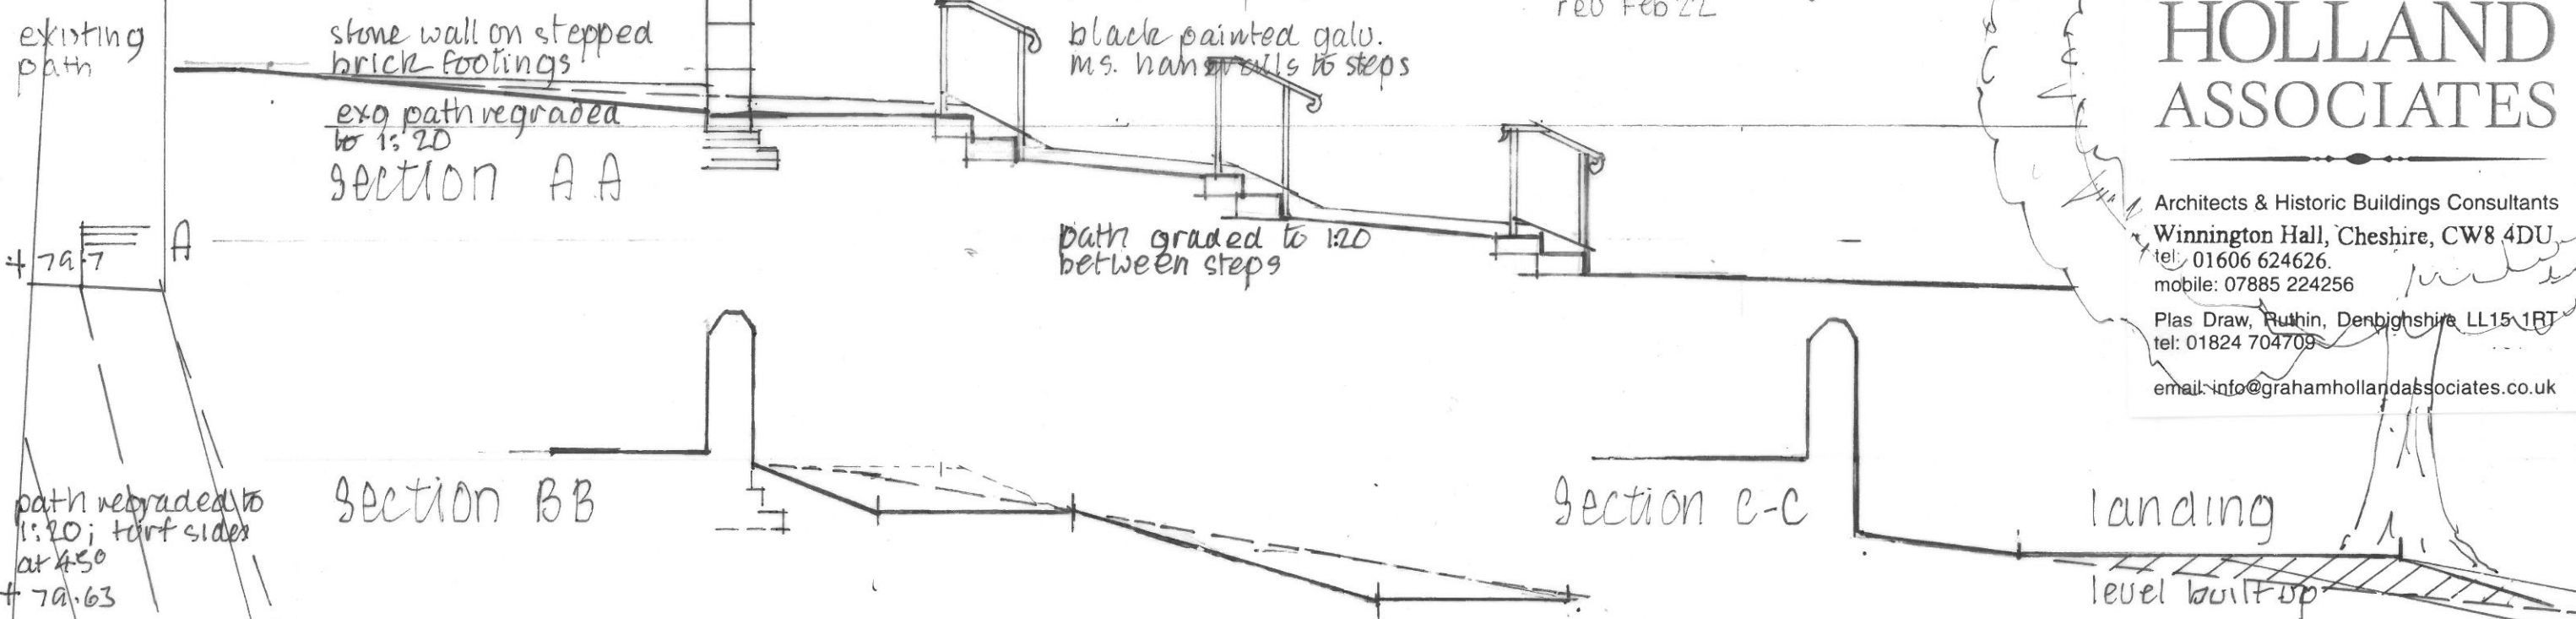 existing
path
stone wall on stepped
brick footings
exg path regraded
to 1:20
Section A A
A
+ 79.7
path regraded to
1:20; turf sides
at 45°
+ 79.63
black painted galv.
ms. handrails to steps
rev Feb 22
path graded to 1:20
between steps
Section BB
Section C-C
landing
level built up
HOLLAND
ASSOCIATES
Architects & Historic Buildings Consultants
Winnington Hall, Cheshire, CW8 4DU
tel: 01606 624626.
mobile: 07885 224256
Plas Draw, Ruthin, Denbighshire LL15 1RT
tel: 01824 704709
email: info@grahamhollandassociates.co.uk